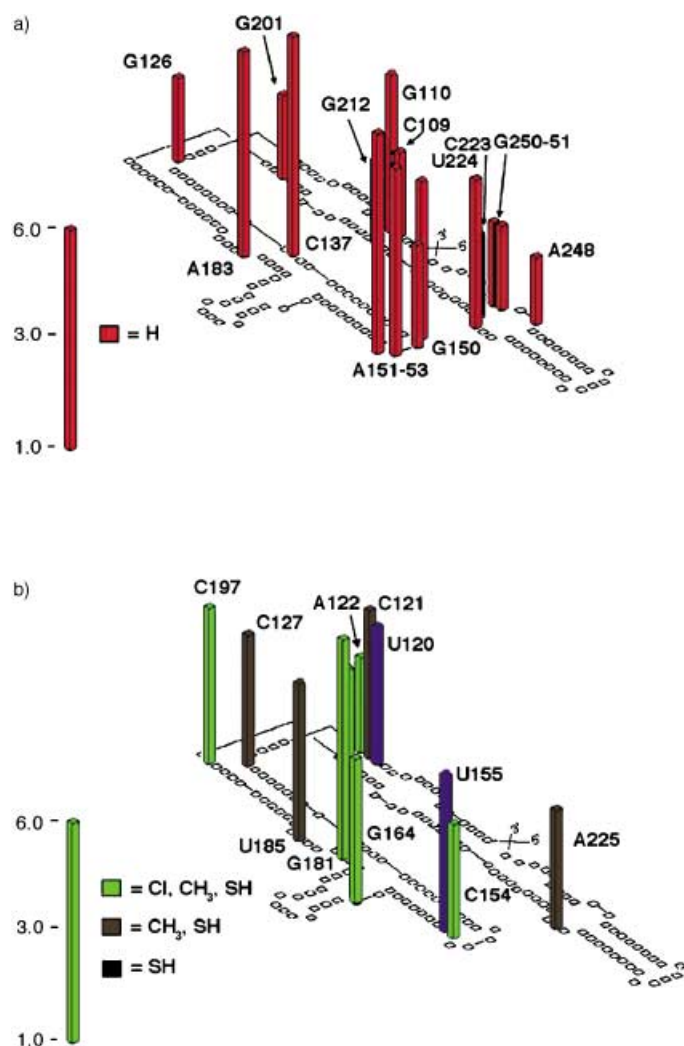 a)
G201
G126
G110
G212
C109
C223
G250-51
U224
6.0
A248
C137
A183
3.0
= H
G150
A151-53
1.0
b)
C197
A122
C121
C127
U120
U155
6.0
A225
G164
U185
G181
= Cl, CH₃, SH
C154
= CH₃, SH
3.0
= SH
1.0